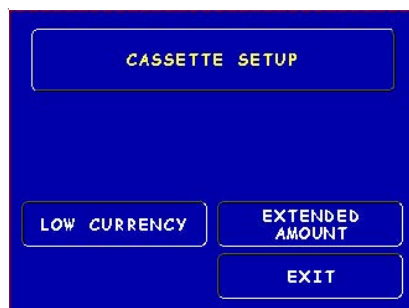 CASSETTE SETUP
LOW CURRENCY
EXTENDED
AMOUNT
EXIT